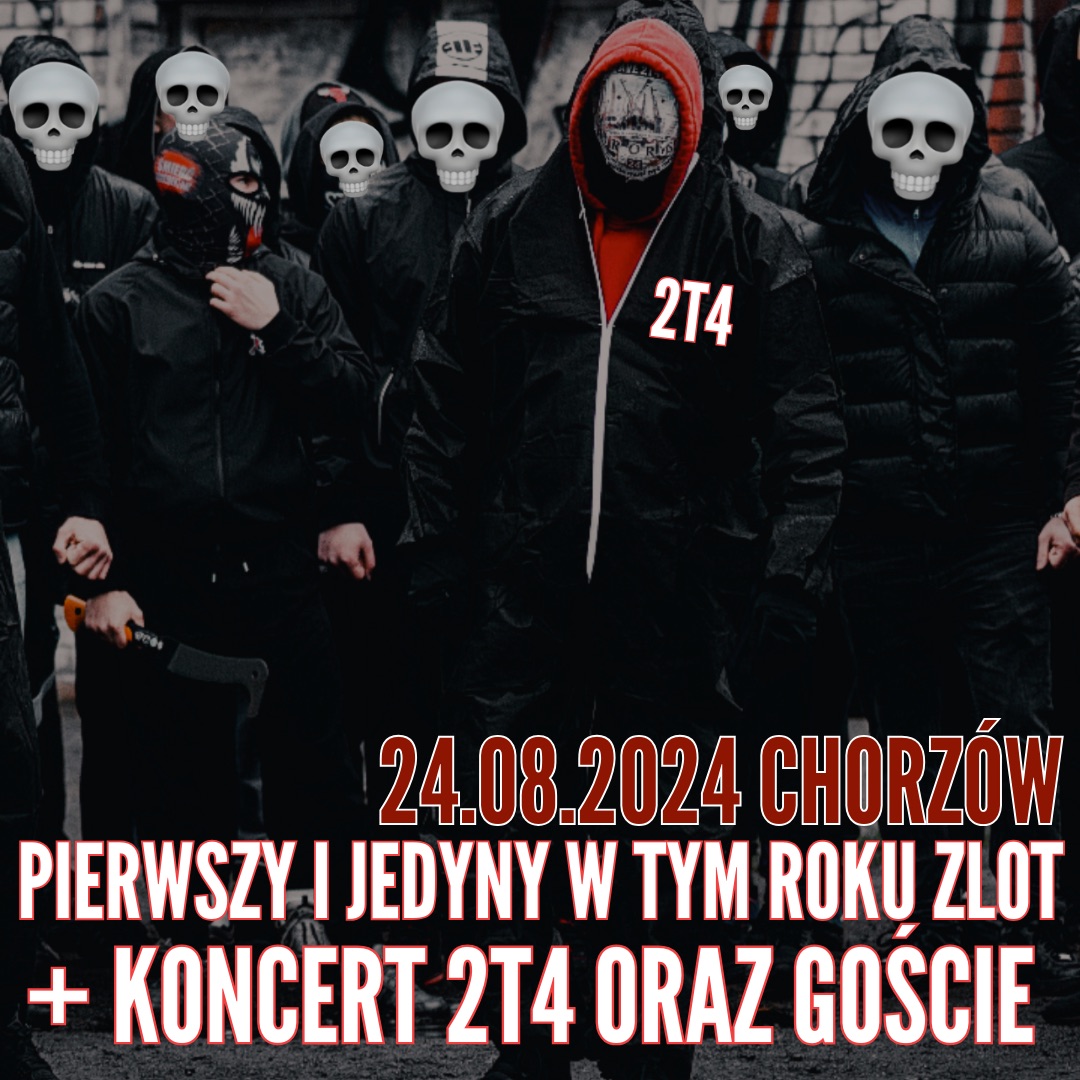 2T4
24.08.2024 CHORZÓW
PIERWSZY I JEDYNY W TYM ROKU ZLOT
+ KONCERT 2T4 ORAZ GOŚCIE